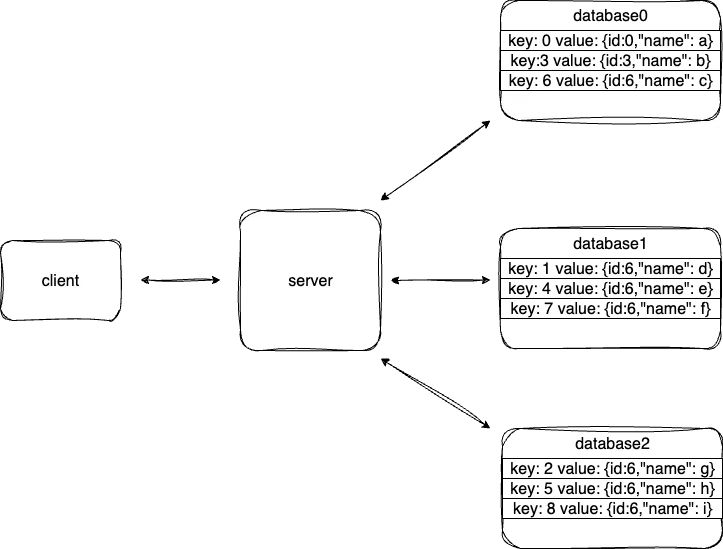 database0
key: 0 value: {id:0,"name": a}
key:3 value: {id:3,"name": b}
key: 6 value: {id:6,"name": c}
client
server
database1
key: 1 value: {id:6,"name": d}
key: 4 value: {id:6,"name": e}
key: 7 value: {id:6,"name": f}
database2
key: 2 value: {id:6,"name": g}
key: 5 value: {id:6,"name": h}
key: 8 value: {id:6,"name": i}